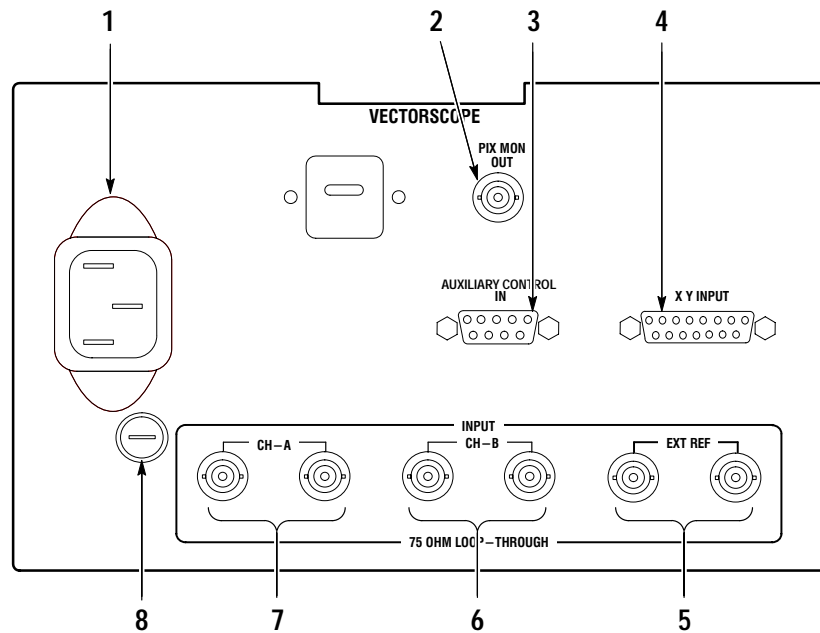 1 2 3 4
VECTORSCOPE
PIX MON
OUT
AUXILIARY CONTROL
IN
X Y INPUT
INPUT
CH–A CH–B EXT REF
75 OHM LOOP–THROUGH
8 7 6 5